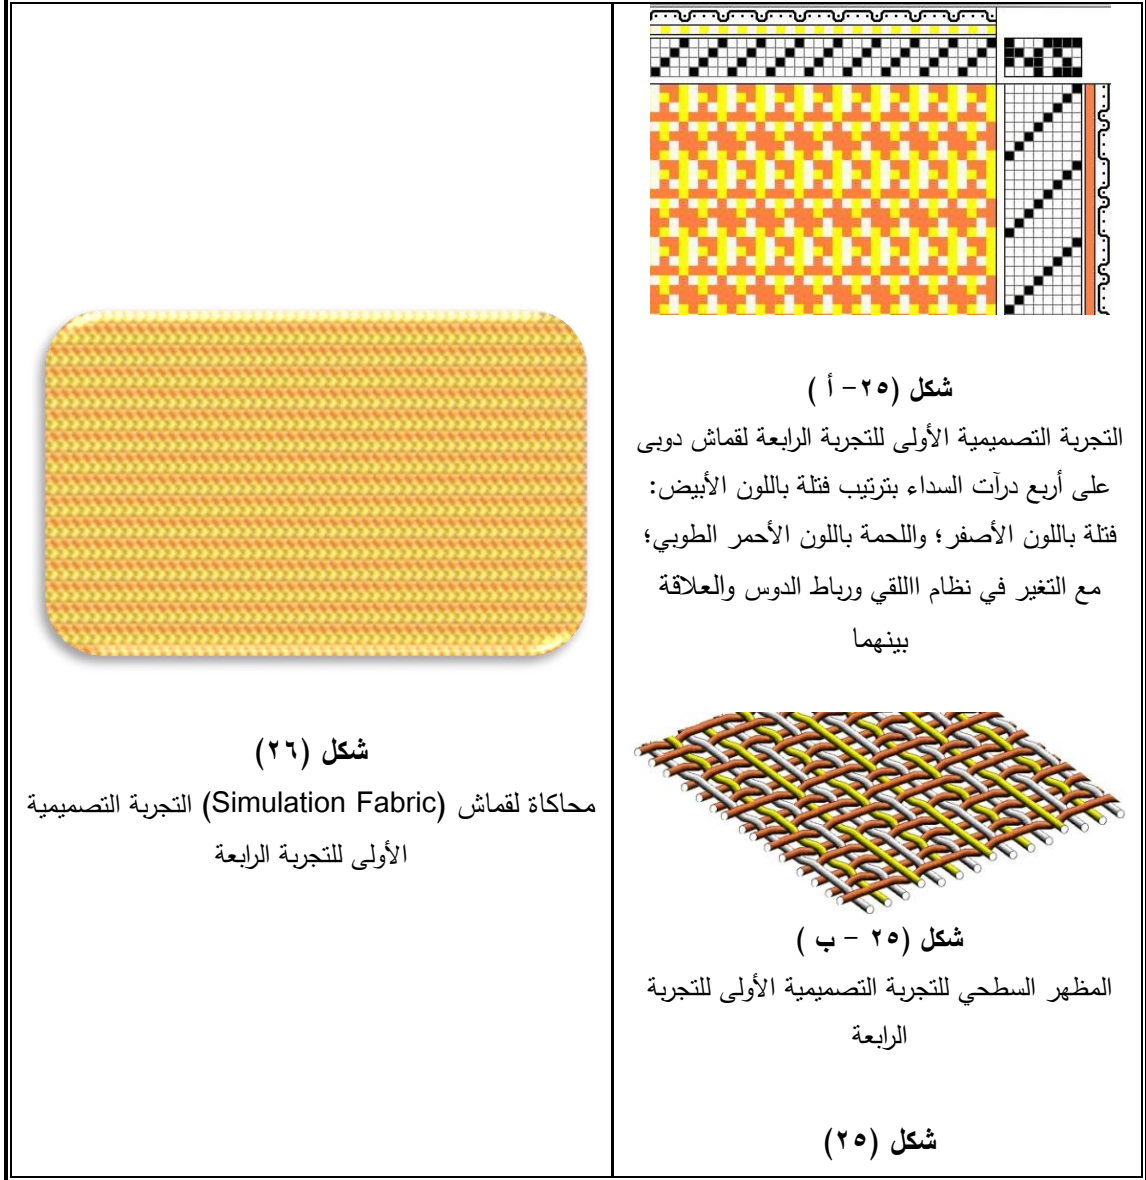 شكل (٢٥- أ )
التجربة التصميمية الأولى للتجربة الرابعة لقماش دوبى
على أربع درآت السداء بترتيب فتلة باللون الأبيض:
فتلة باللون الأصفر؛ واللحمة باللون الأحمر الطوبي؛
مع التغير في نظام االلقي ورباط الدوس والعلاقة
بينهما
شكل (٢٥ - ب )
المظهر السطحي للتجربة التصميمية الأولى للتجربة
الرابعة
شكل (٢٥)
شكل (٢٦)
محاكاة لقماش (Simulation Fabric) التجربة التصميمية
الأولى للتجربة الرابعة